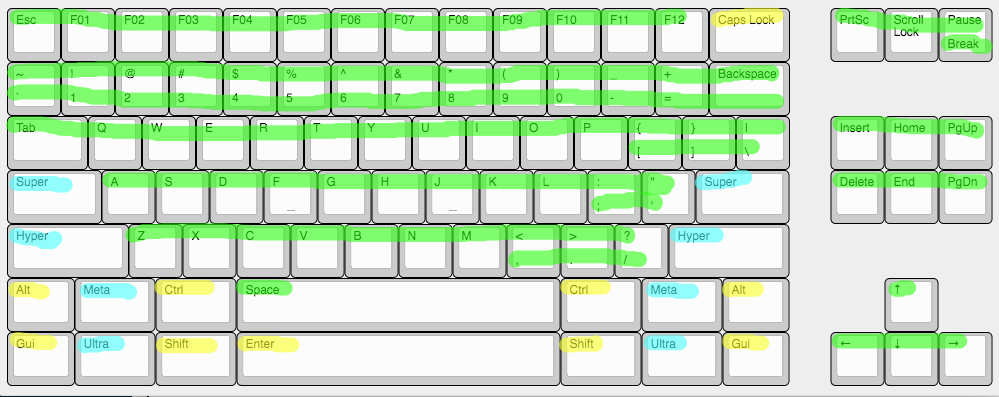 Esc F01 F02 F03 F04 F05 F06 F07 F08 F09 F10 F11 F12 Caps Lock PrtSc Scroll Lock Pause Break
~ ! @ # $ % ^ & * ( ) _ + Backspace
` 1 2 3 4 5 6 7 8 9 0 - =
Tab Q W E R T Y U I O P { } | Insert Home PgUp
[ ] \
Super A S D F G H J K L : " Super Delete End PgDn
_ _ ; '
Hyper Z X C V B N M < > ? Hyper
, . /
Alt Meta Ctrl Space Ctrl Meta Alt ↑
Gui Ultra Shift Enter Shift Ultra Gui ← ↓ →